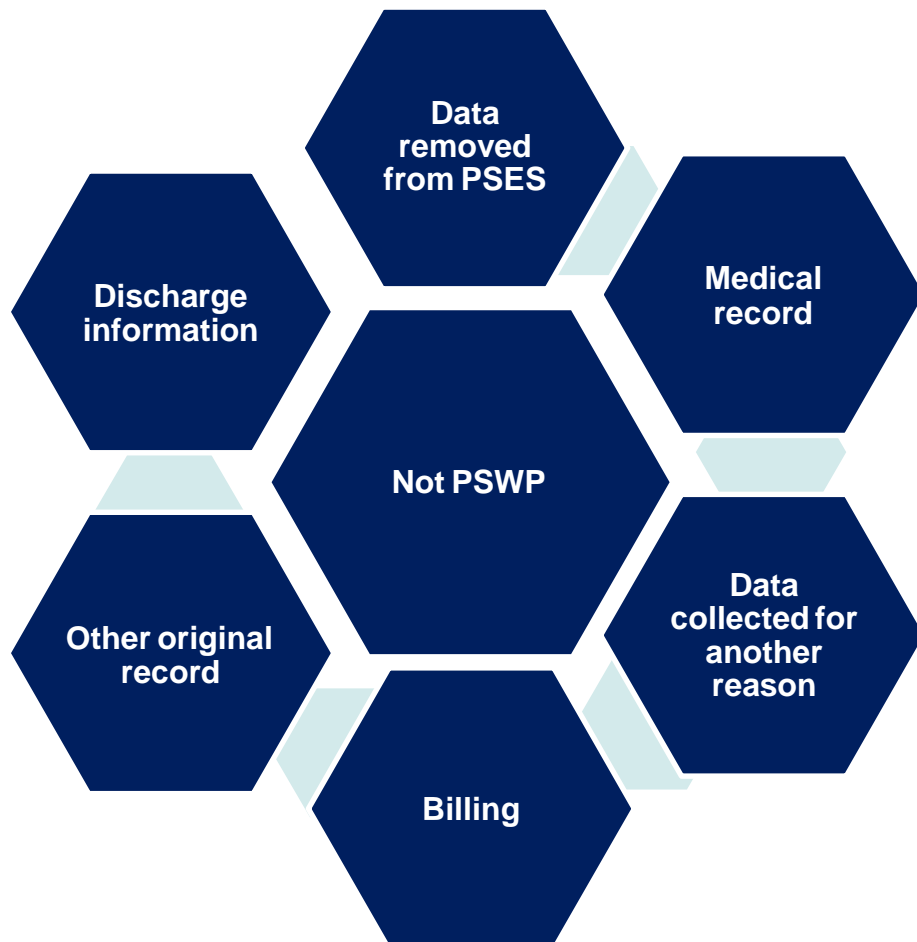 Data
removed
from PSES
Medical
record
Discharge
information
Not PSWP
Data
collected for
another
reason
Other original
record
Billing